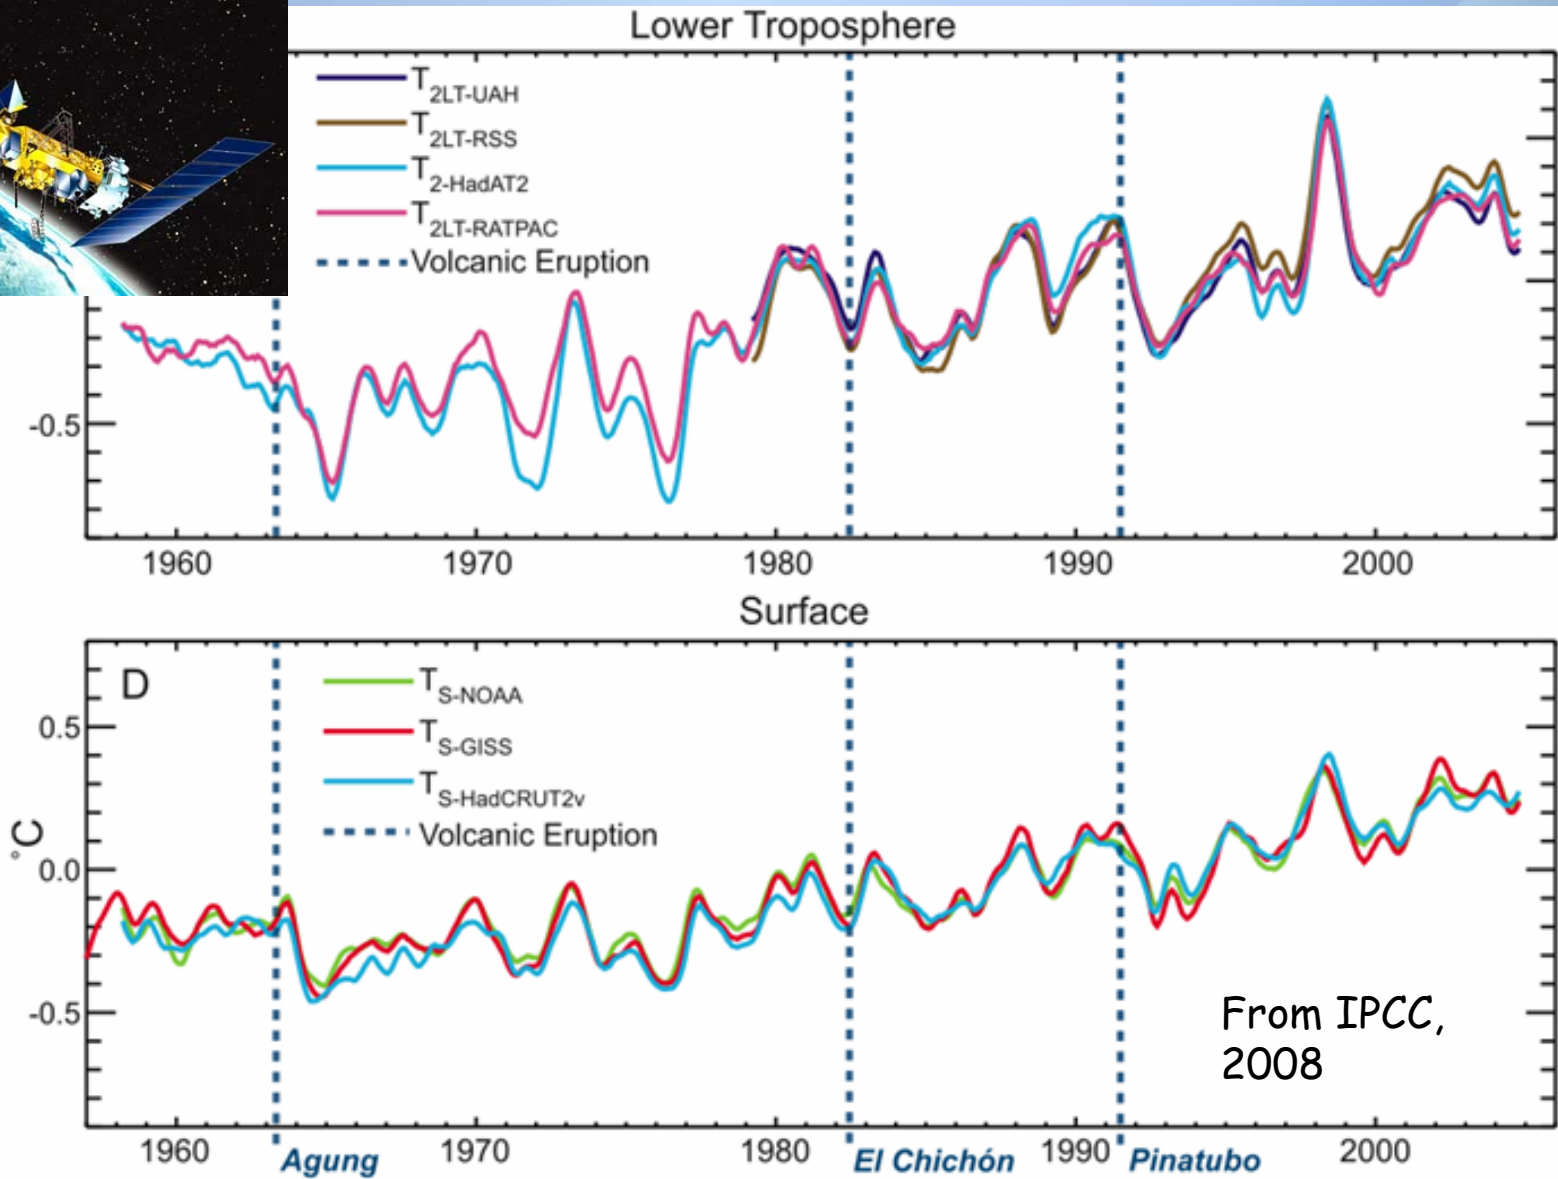 Lower Troposphere
T2LT-UAH
T2LT-RSS
T2-HadAT2
T2LT-RATPAC
Volcanic Eruption
-0.5
1960 1970 1980 1990 2000
Surface
D
TS-NOAA
TS-GISS
TS-HadCRUT2v
Volcanic Eruption
0.5
°C
0.0
-0.5
From IPCC,
2008
1960 1970 1980 1990 2000
Agung El Chichón Pinatubo